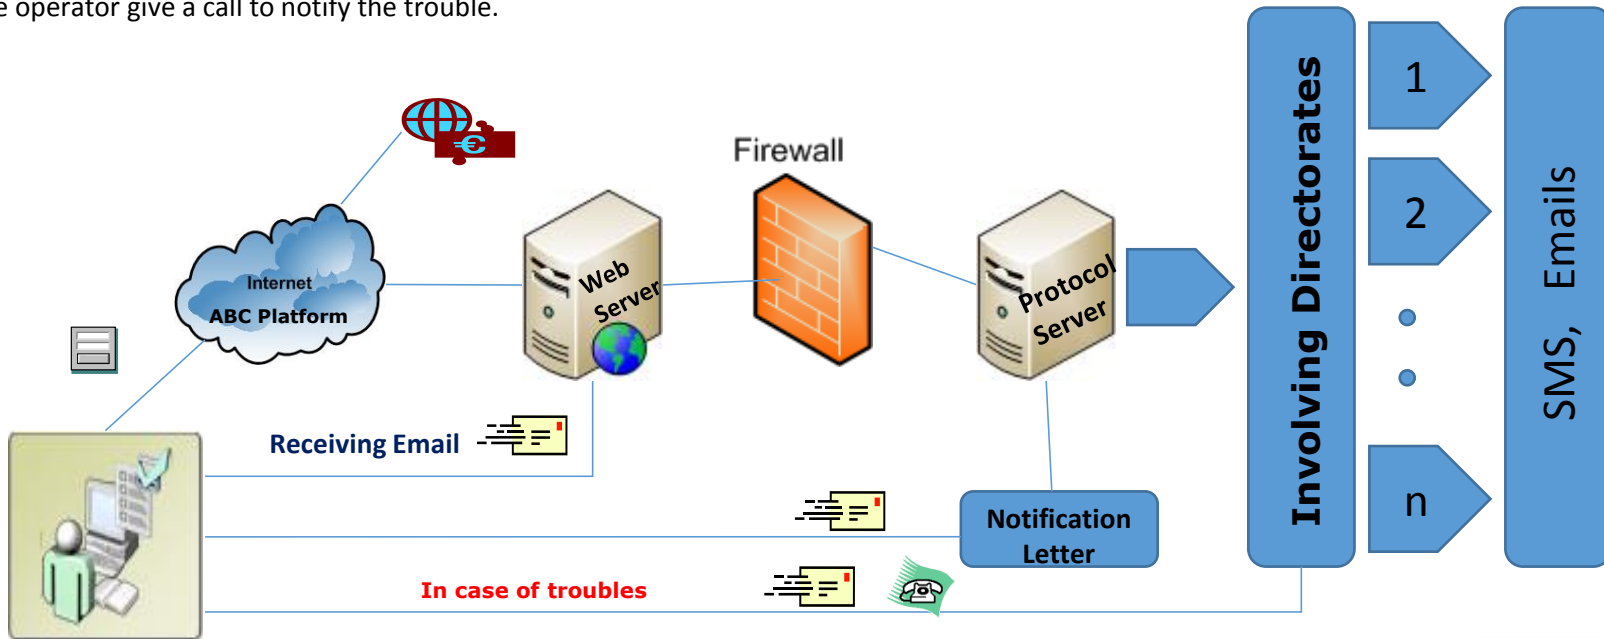 e operator give a call to notify the trouble.
Firewall
Internet
ABC Platform
Web
Server
Protocol
Server
Involving Directorates
1
2
n
SMS, Emails
Receiving Email
Notification
Letter
In case of troubles